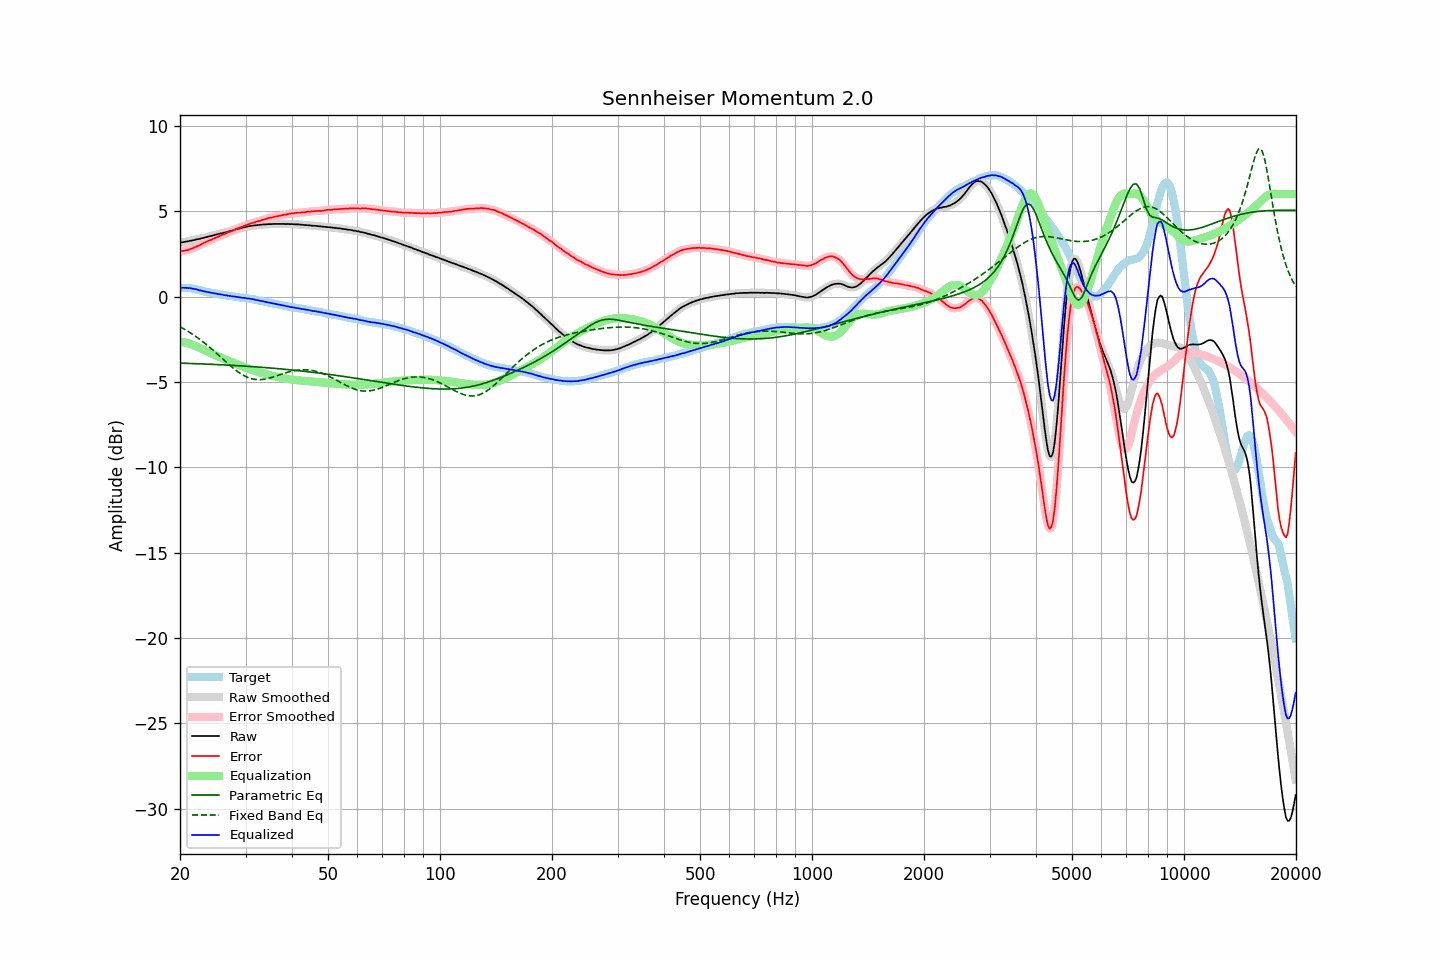 Sennheiser Momentum 2.0
10
5
0
−5
−10
−15
−20
−25
−30
Amplitude (dBr)
Target
Raw Smoothed
Error Smoothed
Raw
Error
Equalization
Parametric Eq
Fixed Band Eq
Equalized
20
50
100
200
500
1000
2000
5000
10000
20000
Frequency (Hz)